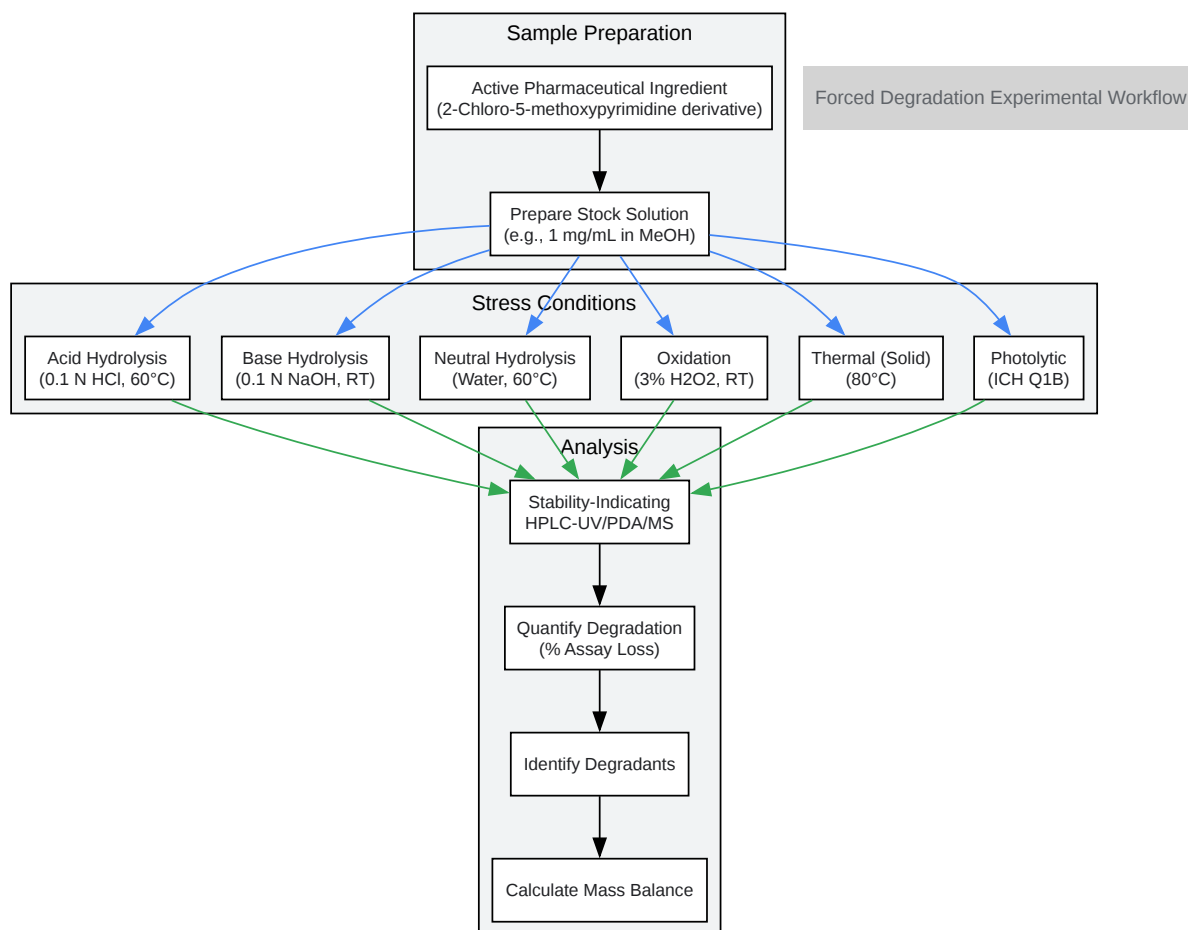 Sample Preparation
Active Pharmaceutical Ingredient
(2-Chloro-5-methoxypyrimidine derivative)
Forced Degradation Experimental Workflow
Prepare Stock Solution
(e.g., 1 mg/mL in MeOH)
Stress Conditions
Acid Hydrolysis
(0.1 N HCl, 60°C)
Base Hydrolysis
(0.1 N NaOH, RT)
Neutral Hydrolysis
(Water, 60°C)
Oxidation
(3% H2O2, RT)
Thermal (Solid)
(80°C)
Photolytic
(ICH Q1B)
Analysis
Stability-Indicating
HPLC-UV/PDA/MS
Quantify Degradation
(% Assay Loss)
Identify Degradants
Calculate Mass Balance